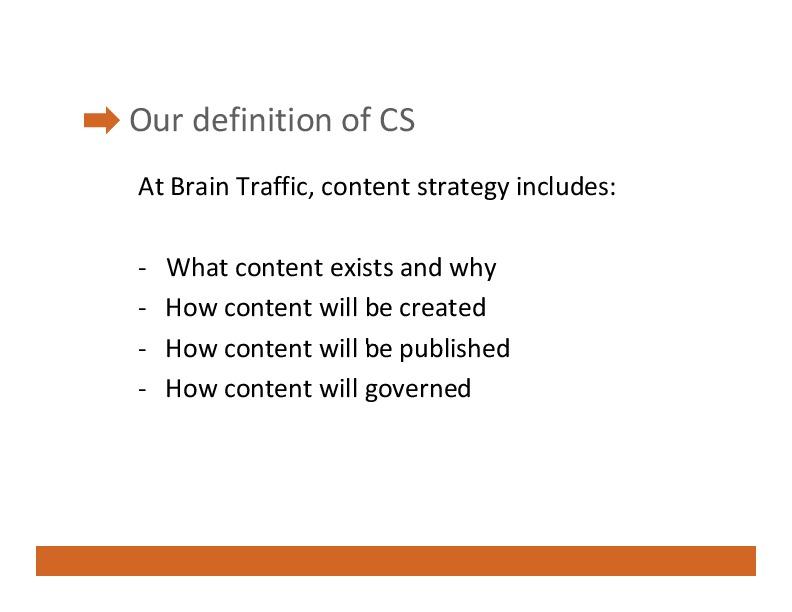 Our definition of CS
At Brain Traffic, content strategy includes:
- What content exists and why
- How content will be created
- How content will be published
- How content will governed